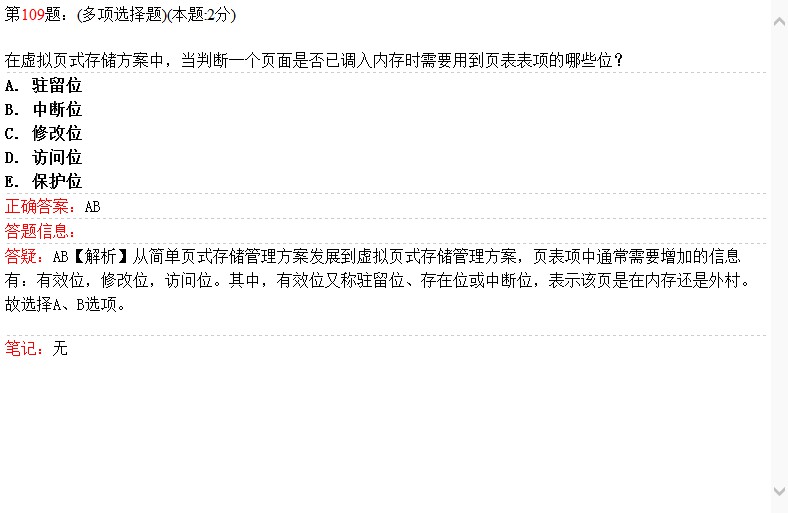 第109题：(多项选择题)(本题:2分)
在虚拟页式存储方案中，当判断一个页面是否已调入内存时需要用到页表表项的哪些位？
A. 驻留位
B. 中断位
C. 修改位
D. 访问位
E. 保护位
正确答案：AB
答题信息：
答疑：AB【解析】从简单页式存储管理方案发展到虚拟页式存储管理方案，页表项中通常需要增加的信息
有：有效位，修改位，访问位。其中，有效位又称驻留位、存在位或中断位，表示该页是在内存还是外村。
故选择A、B选项。
笔记：无